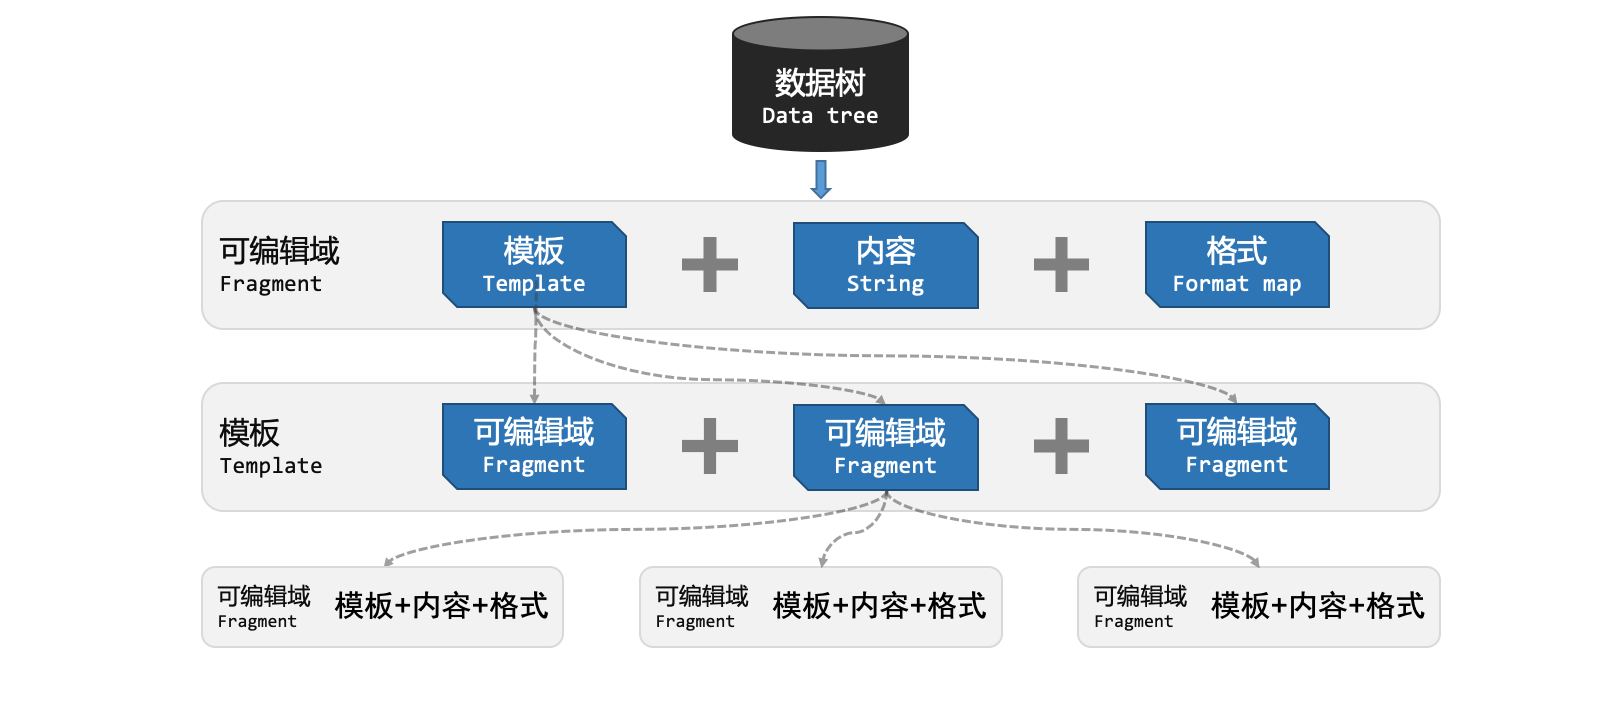 数据树
Data tree
可编辑域
Fragment
模板
Template
内容
String
格式
Format map
模板
Template
可编辑域
Fragment
可编辑域
Fragment
可编辑域
Fragment
可编辑域
Fragment
模板+内容+格式
可编辑域
Fragment
模板+内容+格式
可编辑域
Fragment
模板+内容+格式